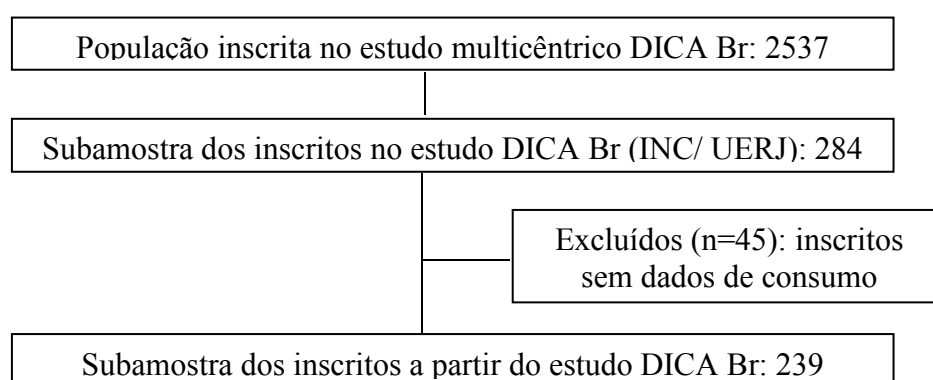 População inscrita no estudo multicêntrico DICA Br: 2537
Subamostra dos inscritos no estudo DICA Br (INC/ UERJ): 284
Excluídos (n=45): inscritos
sem dados de consumo
Subamostra dos inscritos a partir do estudo DICA Br: 239